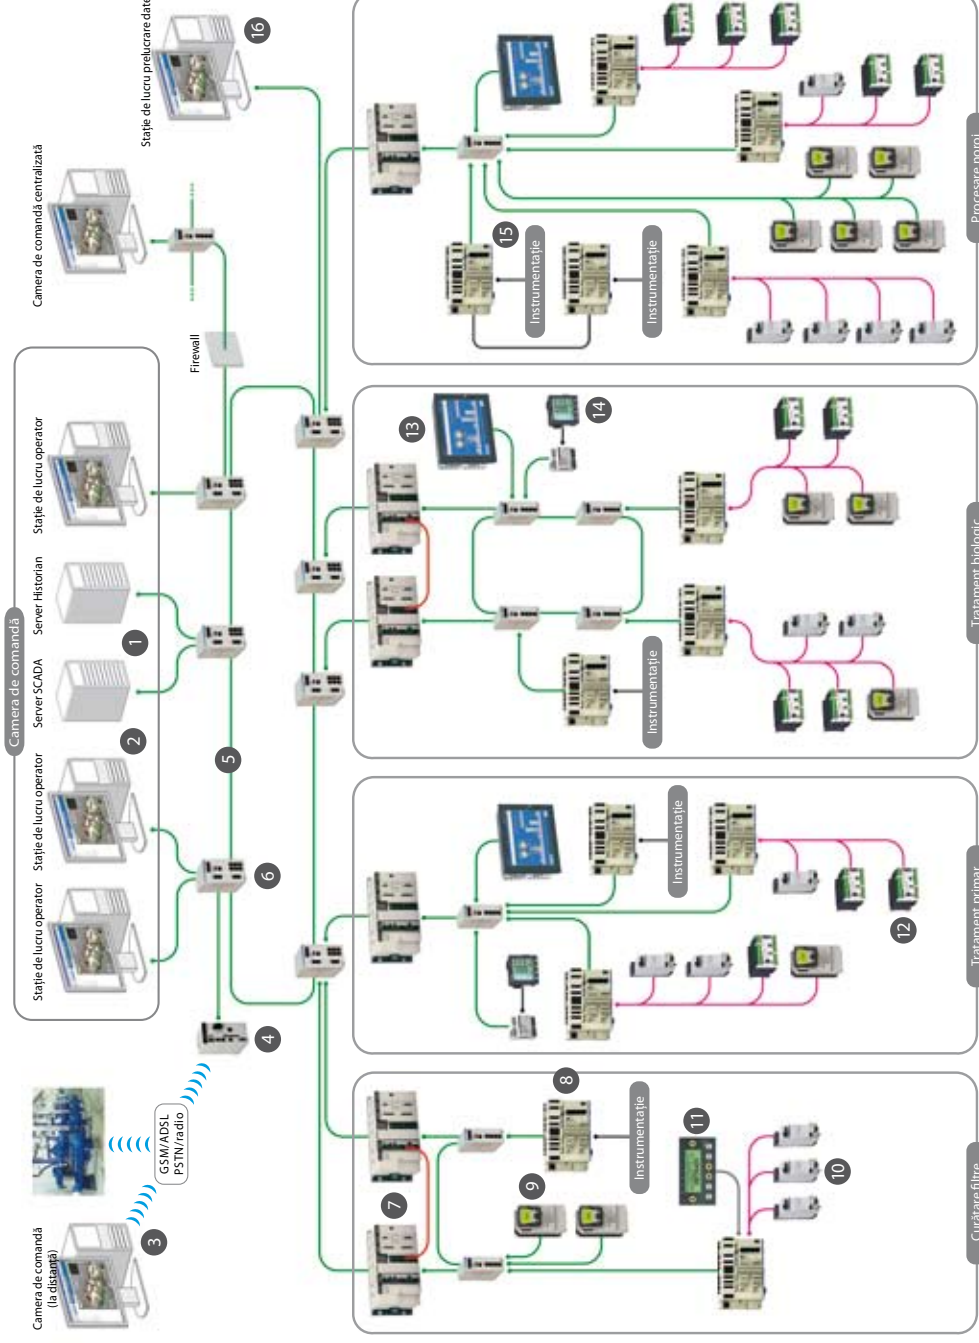 Camera de comandă
(la distanță)
3
GSM/ADSL
PSTN/radio
4
Camera de comandă
Stație de lucru operator
Stație de lucru operator
2
Server SCADA
1
Server Historian
Stație de lucru operator
5
6
Firewall
Camera de comandă centralizată
Stație de lucru prelucrare date
16
7
8
9
Instrumentație
11
10
Curățare filtre
Instrumentație
12
Tratament primar
13
14
Instrumentație
Tratament biologic
15
Instrumentație
Instrumentație
Procesare noroi